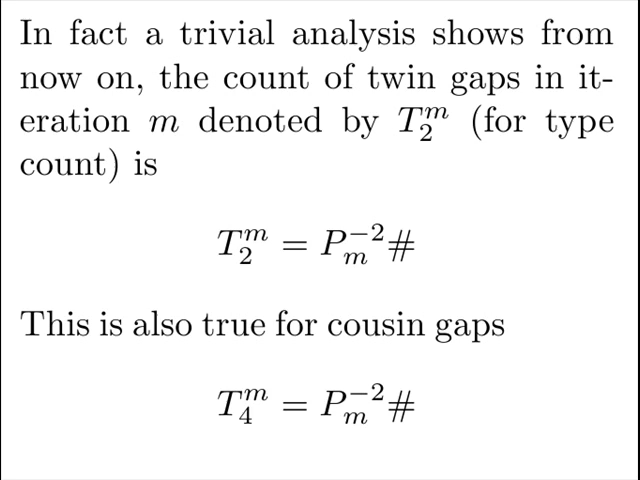 In fact a trivial analysis shows from
now on, the count of twin gaps in it-
eration m denoted by T_2^m (for type
count) is
T_2^m = P_m^{-2}#
This is also true for cousin gaps
T_4^m = P_m^{-2}#